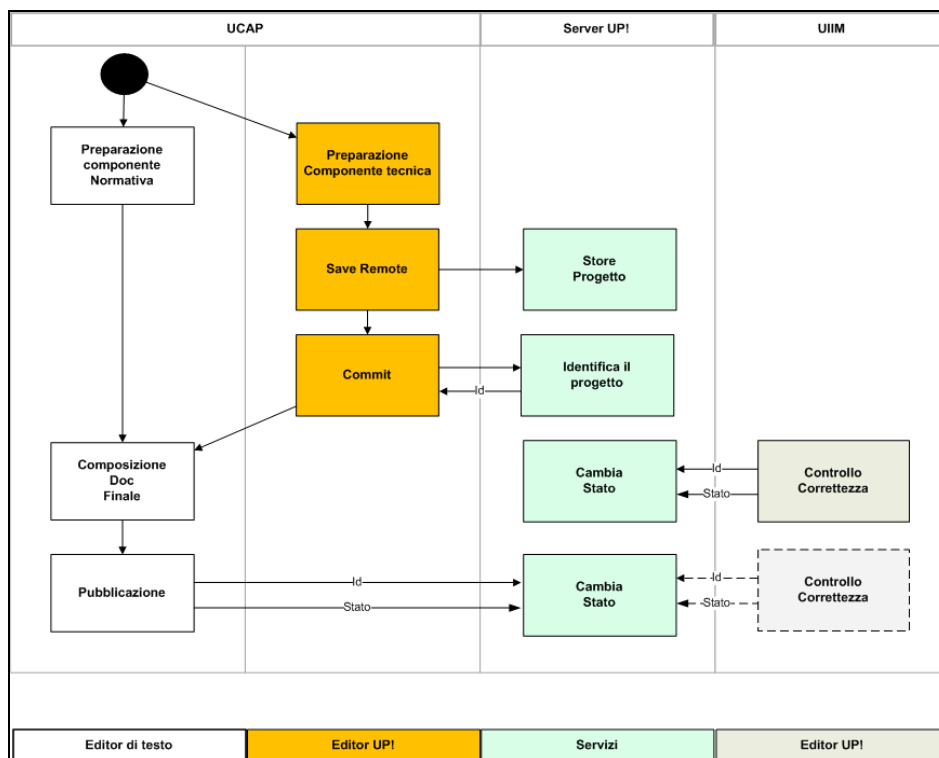 UCAP
Server UP!
UIIM
Preparazione
componente
Normativa
Preparazione
Componente tecnica
Save Remote
Store
Progetto
Commit
Identifica il
progetto
Id
Composizione
Doc
Finale
Cambia
Stato
Id
Stato
Controllo
Correttezza
Pubblicazione
Id
Stato
Cambia
Stato
Id
Stato
Controllo
Correttezza
Editor di testo
Editor UP!
Servizi
Editor UP!